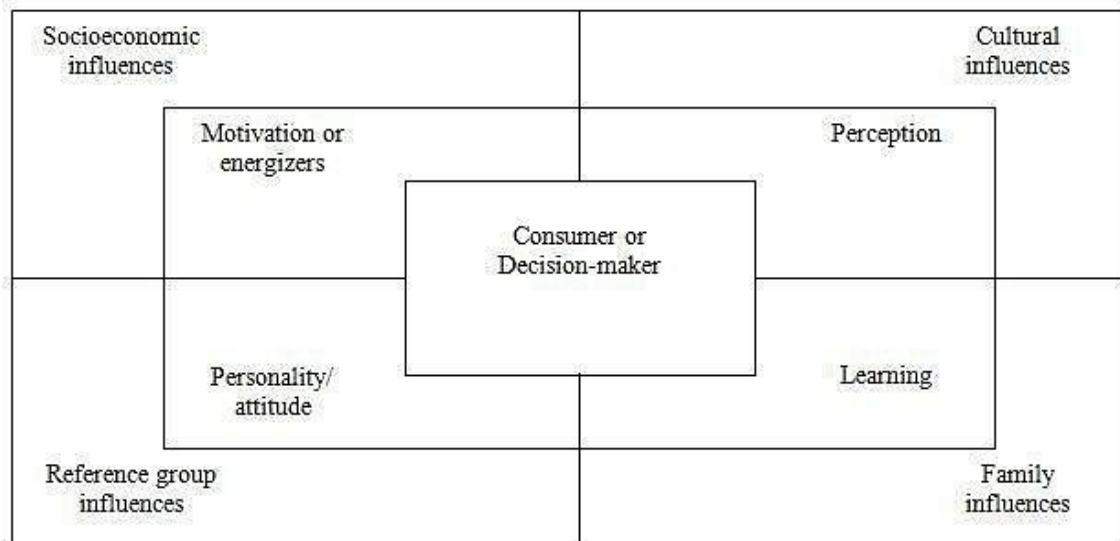 Socioeconomic
influences
Cultural
influences
Motivation or
energizers
Perception
Consumer or
Decision-maker
Personality/
attitude
Learning
Reference group
influences
Family
influences